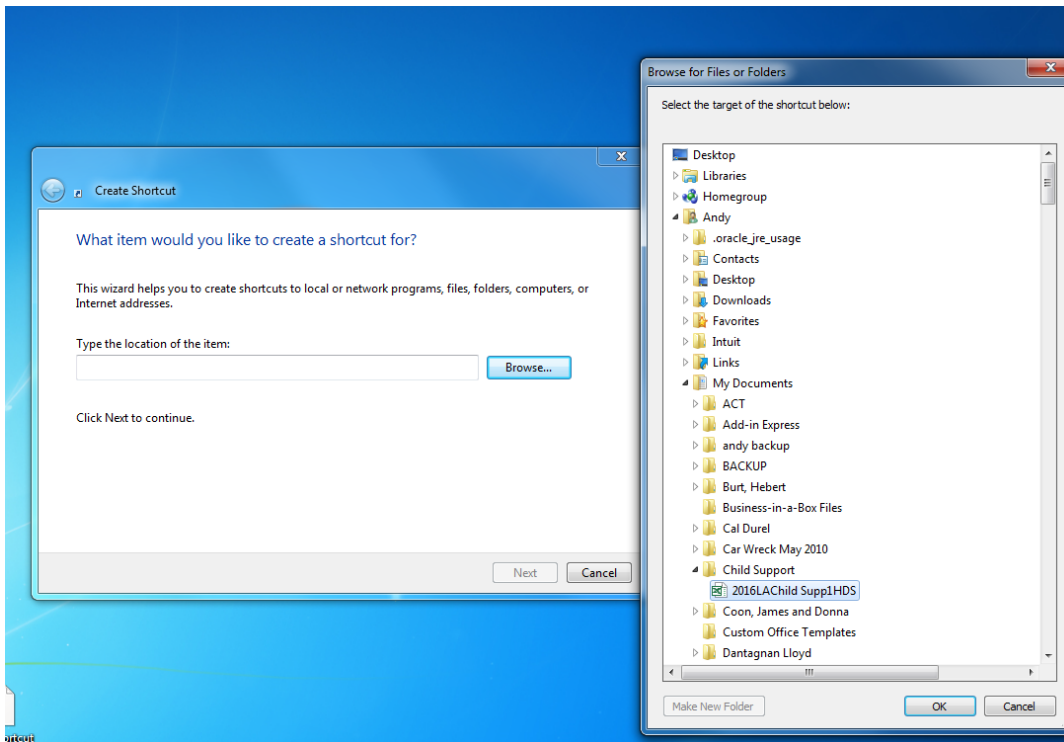 Create Shortcut
What item would you like to create a shortcut for?
This wizard helps you to create shortcuts to local or network programs, files, folders, computers, or
Internet addresses.
Type the location of the item:
Browse...
Click Next to continue.
Next
Cancel
Browse for Files or Folders
Select the target of the shortcut below:
Desktop
Libraries
Homegroup
Andy
.oracle_jre_usage
Contacts
Desktop
Downloads
Favorites
Intuit
Links
My Documents
ACT
Add-in Express
andy backup
BACKUP
Burt, Hebert
Business-in-a-Box Files
Cal Durel
Car Wreck May 2010
Child Support
2016LAChild Supp1HDS
Coon, James and Donna
Custom Office Templates
Dantagnan Lloyd
Make New Folder
OK
Cancel